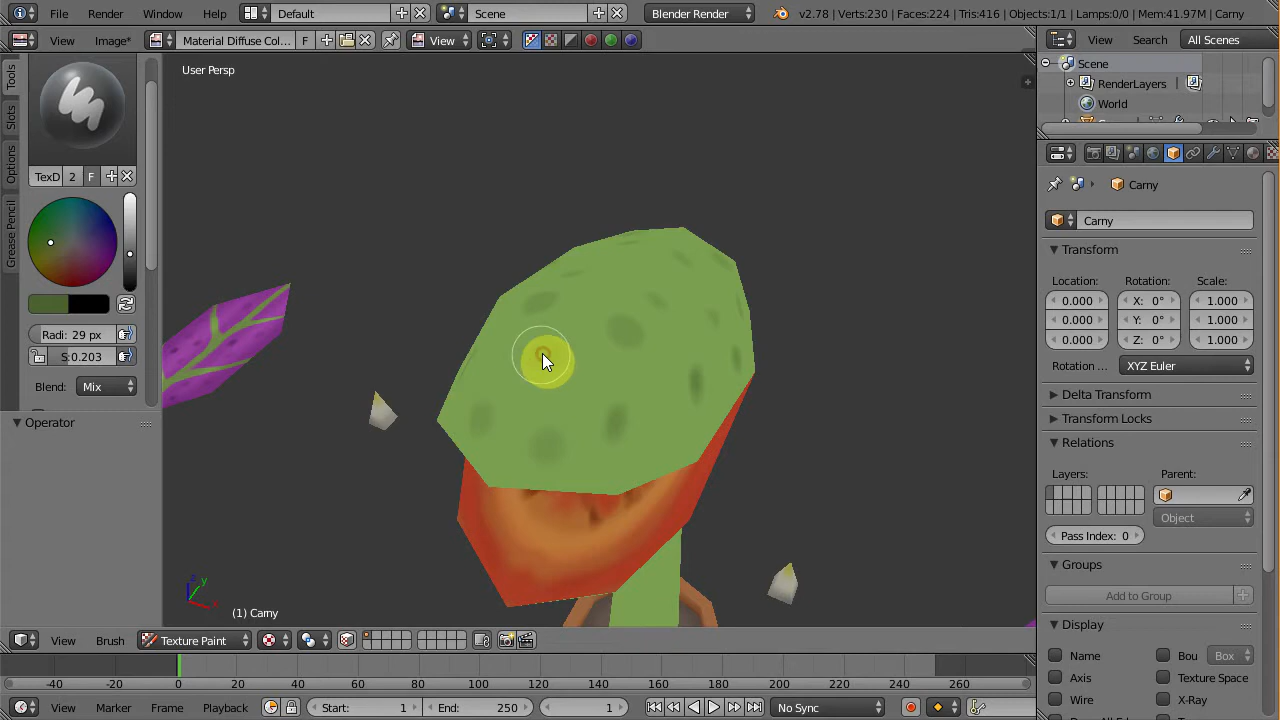 File Render Window Help Default Scene Blender Render v2.78 | Verts:230 | Faces:224 | Tris:416 | Objects:1/1 | Lamps:0/0 | Mem:41.97M | Carny
View Image* Material Diffuse Col... F View View Search All Scenes
Tools
Slots
Options
Grease Pencil
User Persp
Scene
RenderLayers
World
TexD 2 F
Radi: 29 px
S:0.203
Blend: Mix
Operator
Carny
Carny
Transform
Location: Rotation: Scale:
0.000 X: 0° 1.000
0.000 Y: 0° 1.000
0.000 Z: 0° 1.000
Rotation ... XYZ Euler
Delta Transform
Transform Locks
Relations
Layers: Parent:
Object
Pass Index: 0
Groups
Add to Group
Display
Name Bou Box
Axis Texture Space
Wire X-Ray
z y x
(1) Carny
View Brush Texture Paint
-40 -20 0 20 40 60 80 100 120 140 160 180 200 220 240 260
View Marker Frame Playback Start: 1 End: 250 1 No Sync